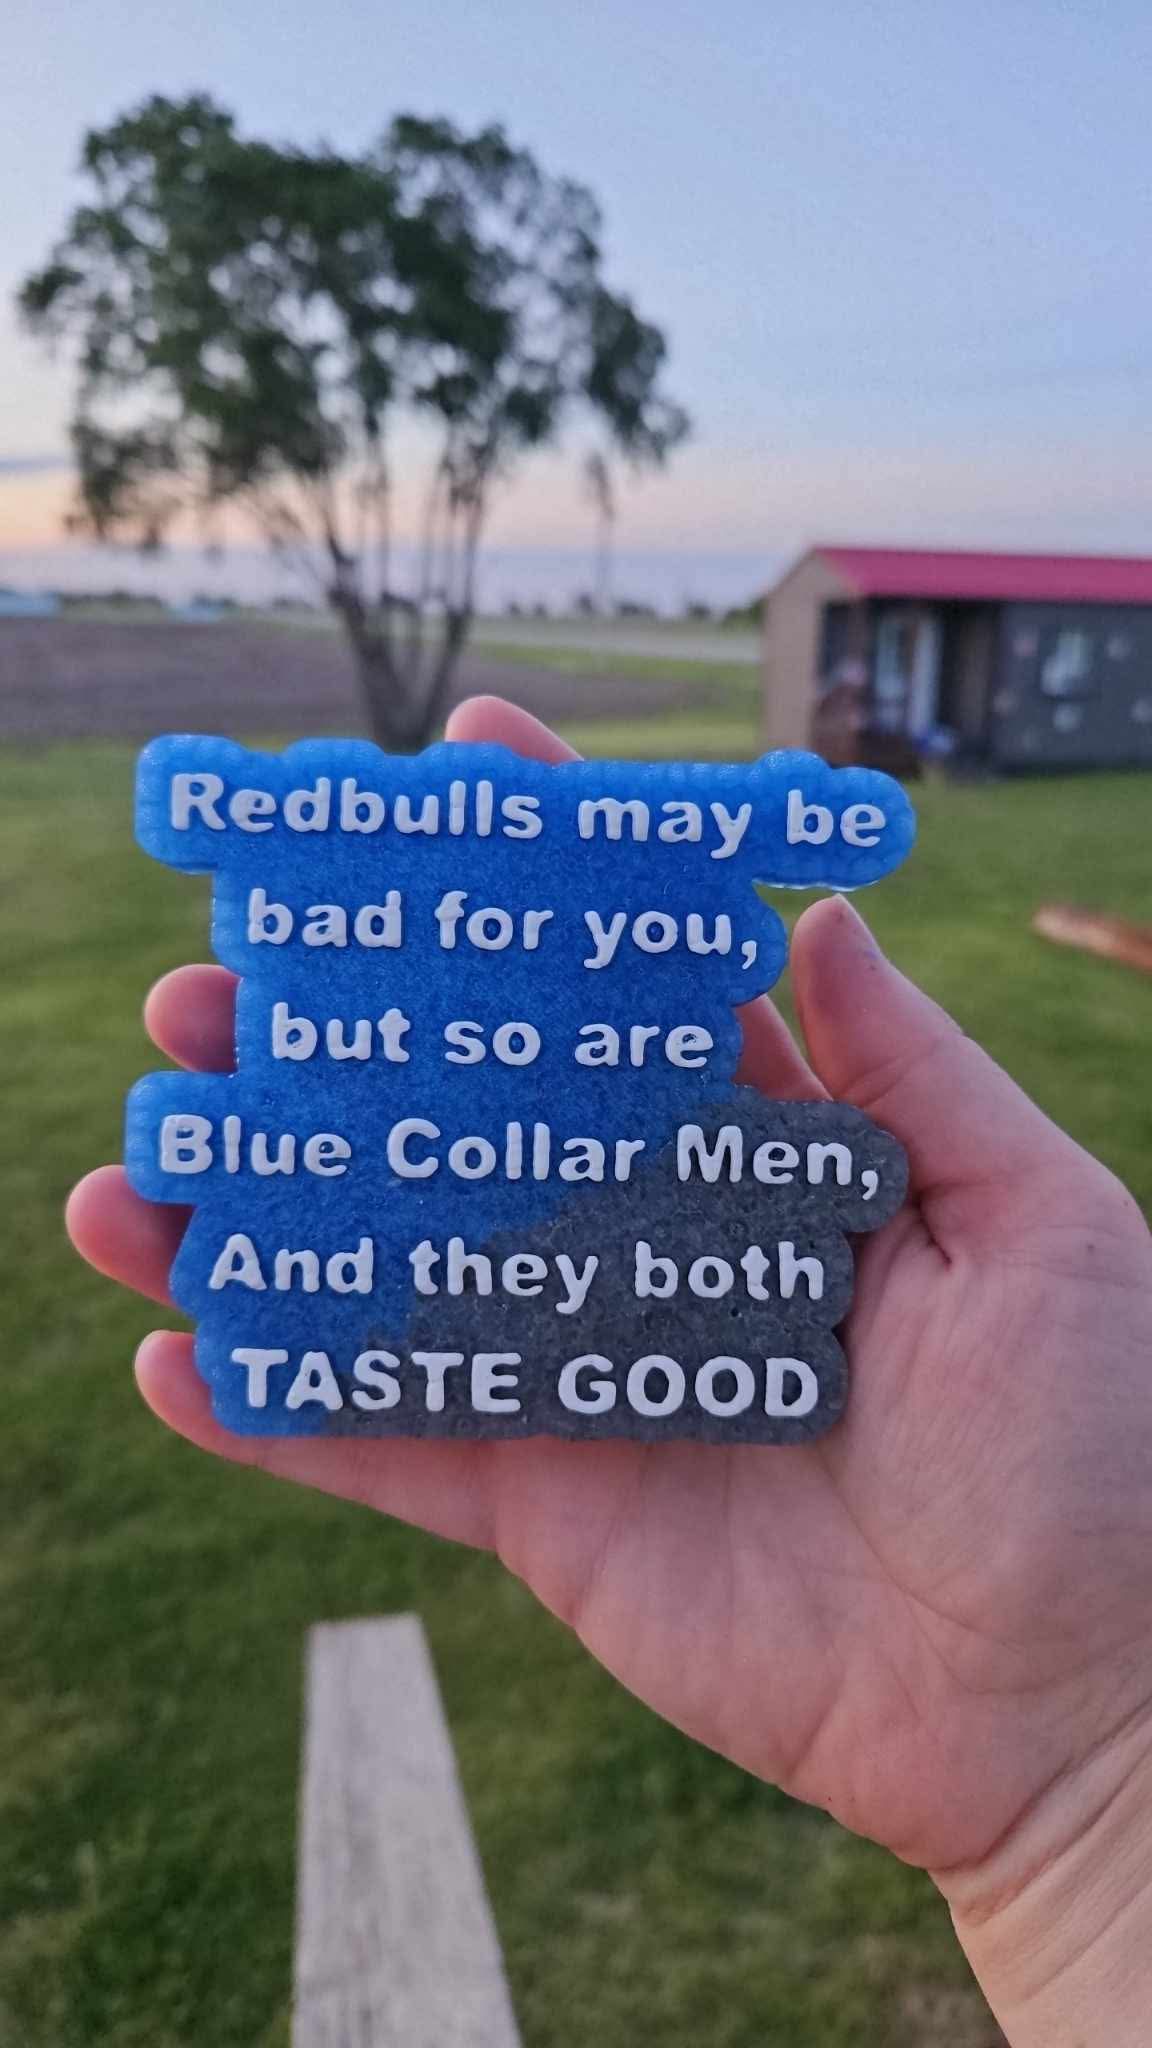 Redbulls may be
bad for you,
but so are
Blue Collar Men,
And they both
TASTE GOOD